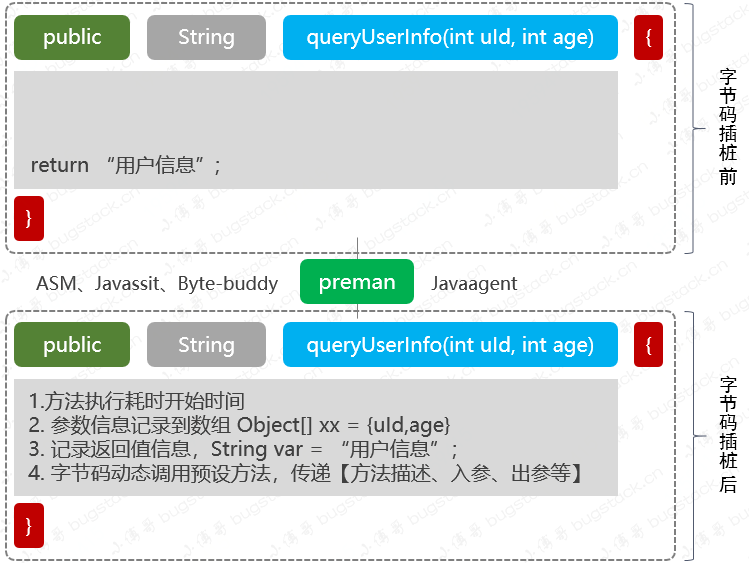 public String queryUserInfo(int uId, int age) {
return “用户信息”;
}
字节码插桩前
ASM、Javassit、Byte-buddy preman Javaagent
public String queryUserInfo(int uId, int age) {
1.方法执行耗时开始时间
2. 参数信息记录到数组 Object[] xx = {uId,age}
3. 记录返回值信息，String var = “用户信息”;
4. 字节码动态调用预设方法，传递【方法描述、入参、出参等】
}
字节码插桩后
小傅哥 bugstack.cn